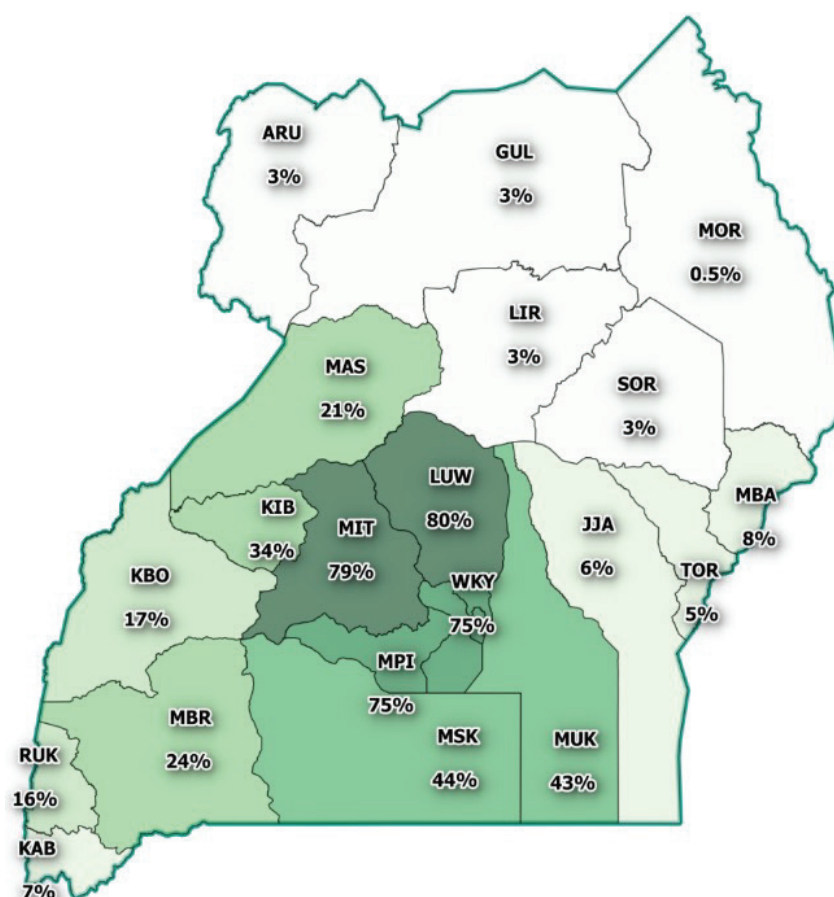 ARU
3%
GUL
3%
MOR
0.5%
LIR
3%
MAS
21%
SOR
3%
LUW
80%
MBA
8%
KIB
34%
MIT
79%
JJA
6%
KBO
17%
WKY
75%
TOR
5%
MPI
75%
MBR
24%
MSK
44%
MUK
43%
RUK
16%
KAB
7%